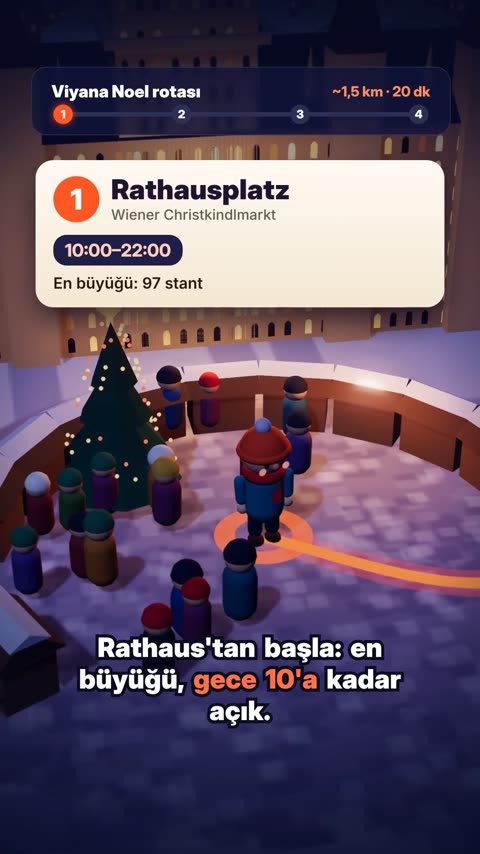 Viyana Noel rotası
~1,5 km · 20 dk
1 2 3 4
1
Rathausplatz
Wiener Christkindlmarkt
10:00–22:00
En büyüğü: 97 stant
Rathaus'tan başla: en
büyüğü, gece 10'a kadar
açık.